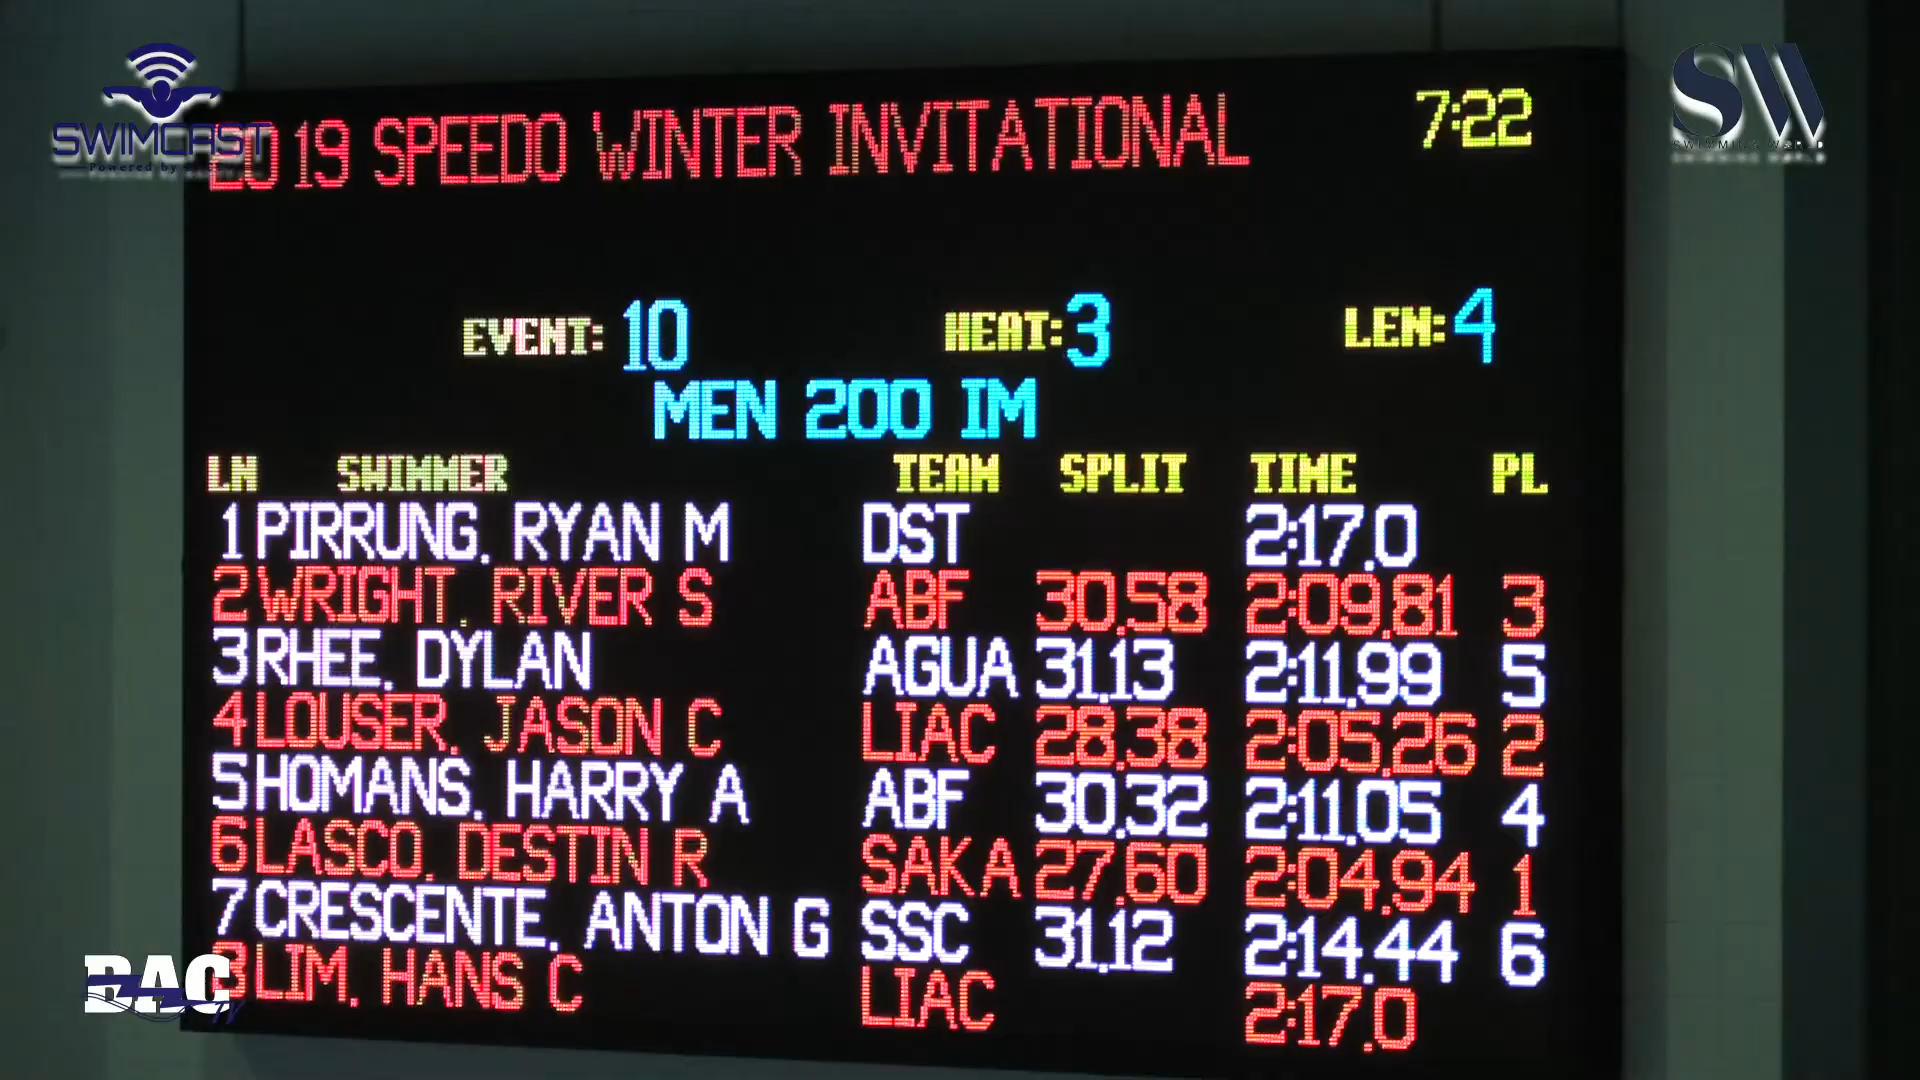 SWIMCAST
Powered by
2019 SPEEDO WINTER INVITATIONAL 7:22
SW
SWIMMING WORLD
EVENT: 10 HEAT: 3 LEN: 4
MEN 200 IM
LN SWIMMER TEAM SPLIT TIME PL
1 PIRRUNG, RYAN M DST 2:17.0
2 WRIGHT, RIVER S ABF 30.58 2:09.81 3
3 RHEE, DYLAN AGUA 31.13 2:11.99 5
4 LOUSER, JASON C LIAC 28.38 2:05.26 2
5 HOMANS, HARRY A ABF 30.32 2:11.05 4
6 LASCO, DESTIN R SAKA 27.60 2:04.94 1
7 CRESCENTE, ANTON G SSC 31.12 2:14.44 6
8 LIM, HANS C LIAC 2:17.0
BAC
TV